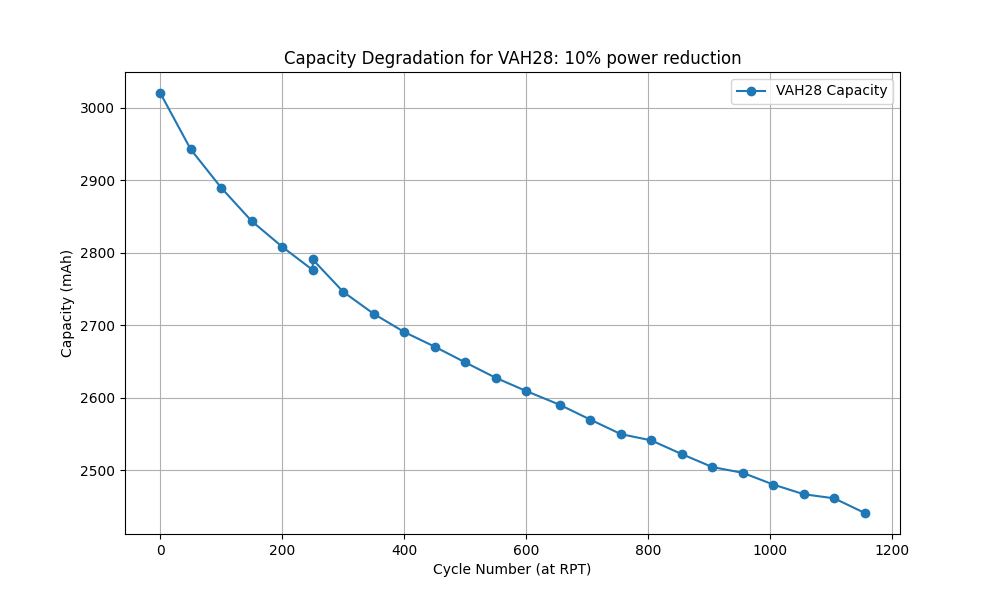 Capacity Degradation for VAH28: 10% power reduction
VAH28 Capacity
Capacity (mAh)
3000
2900
2800
2700
2600
2500
0 200 400 600 800 1000 1200
Cycle Number (at RPT)